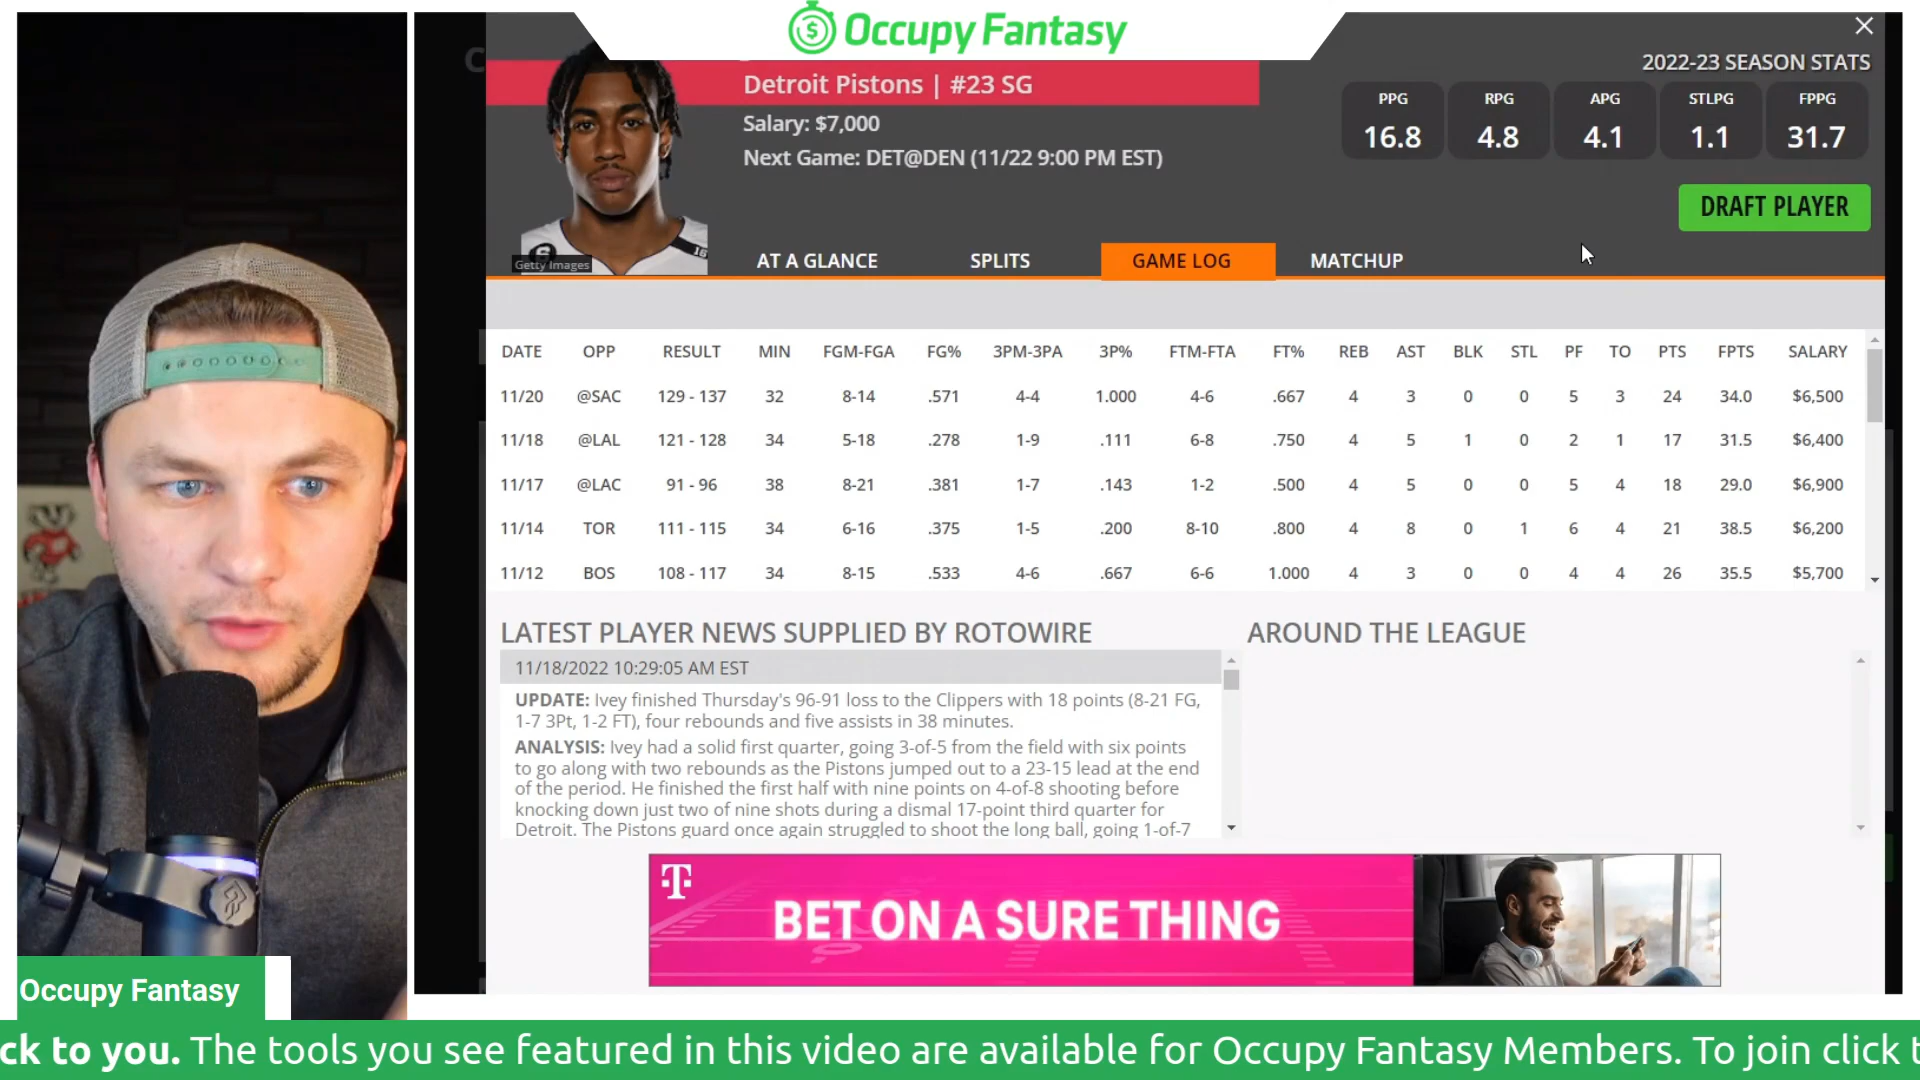 Occupy Fantasy
Detroit Pistons | #23 SG
Salary: $7,000
Next Game: DET@DEN (11/22 9:00 PM EST)
2022-23 SEASON STATS
PPG RPG APG STLPG FPPG
16.8 4.8 4.1 1.1 31.7
DRAFT PLAYER
Getty Images
AT A GLANCE SPLITS GAME LOG MATCHUP
DATE OPP RESULT MIN FGM-FGA FG% 3PM-3PA 3P% FTM-FTA FT% REB AST BLK STL PF TO PTS FPTS SALARY
11/20 @SAC 129 - 137 32 8-14 .571 4-4 1.000 4-6 .667 4 3 0 0 5 3 24 34.0 $6,500
11/18 @LAL 121 - 128 34 5-18 .278 1-9 .111 6-8 .750 4 5 1 0 2 1 17 31.5 $6,400
11/17 @LAC 91 - 96 38 8-21 .381 1-7 .143 1-2 .500 4 5 0 0 5 4 18 29.0 $6,900
11/14 TOR 111 - 115 34 6-16 .375 1-5 .200 8-10 .800 4 8 0 1 6 4 21 38.5 $6,200
11/12 BOS 108 - 117 34 8-15 .533 4-6 .667 6-6 1.000 4 3 0 0 4 4 26 35.5 $5,700
LATEST PLAYER NEWS SUPPLIED BY ROTOWIRE
AROUND THE LEAGUE
11/18/2022 10:29:05 AM EST
UPDATE: Ivey finished Thursday's 96-91 loss to the Clippers with 18 points (8-21 FG,
1-7 3Pt, 1-2 FT), four rebounds and five assists in 38 minutes.
ANALYSIS: Ivey had a solid first quarter, going 3-of-5 from the field with six points
to go along with two rebounds as the Pistons jumped out to a 23-15 lead at the end
of the period. He finished the first half with nine points on 4-of-8 shooting before
knocking down just two of nine shots during a dismal 17-point third quarter for
Detroit. The Pistons guard once again struggled to shoot the long ball, going 1-of-7
T
BET ON A SURE THING
Occupy Fantasy
ck to you. The tools you see featured in this video are available for Occupy Fantasy Members. To join click t